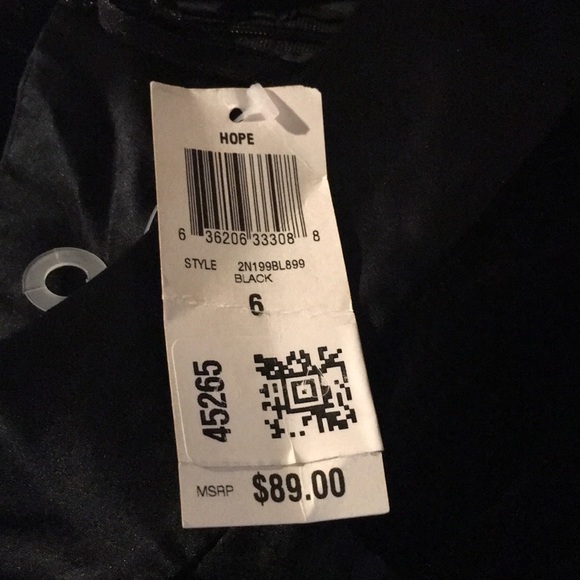 HOPE
6 36206 33308 8
STYLE 2N199BL899
BLACK
6
45265
MSRP $89.00